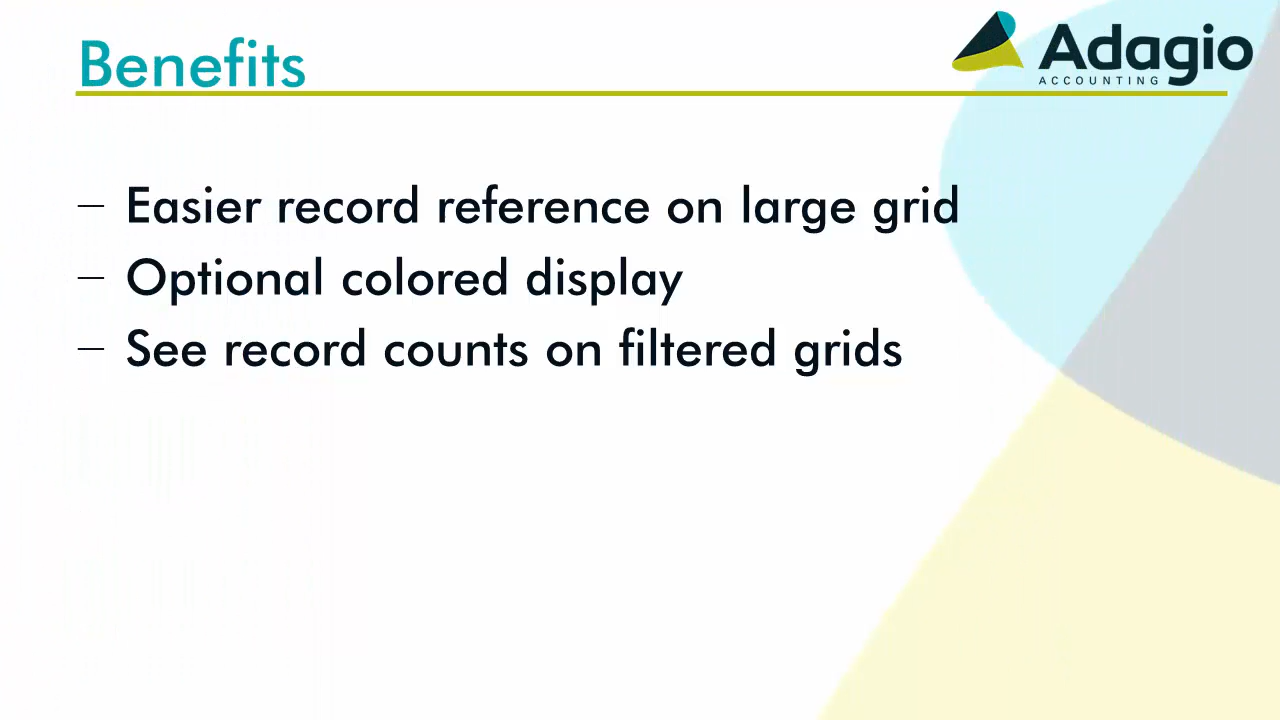 Benefits
Adagio
ACCOUNTING
– Easier record reference on large grid
– Optional colored display
– See record counts on filtered grids